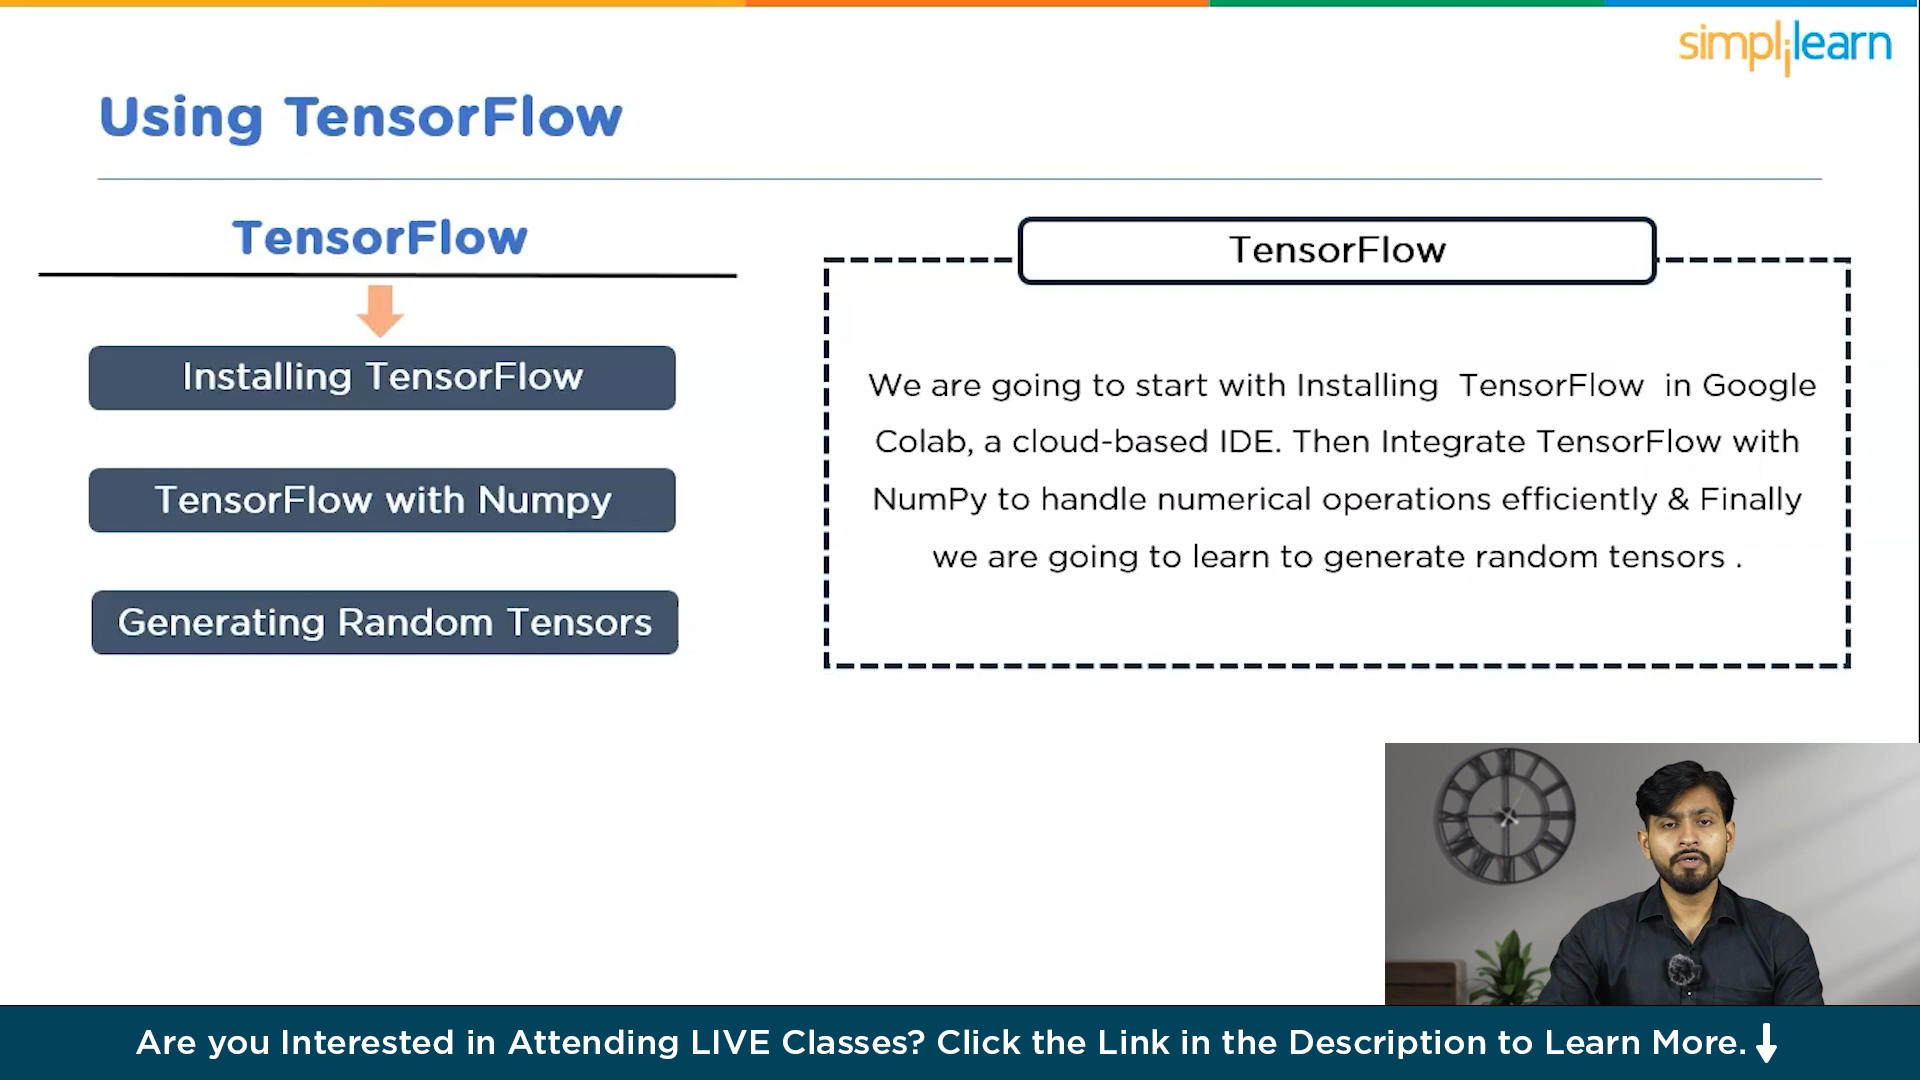 simplilearn
Using TensorFlow
TensorFlow
Installing TensorFlow
TensorFlow with Numpy
Generating Random Tensors
TensorFlow
We are going to start with Installing TensorFlow in Google
Colab, a cloud-based IDE. Then Integrate TensorFlow with
NumPy to handle numerical operations efficiently & Finally
we are going to learn to generate random tensors .
Are you Interested in Attending LIVE Classes? Click the Link in the Description to Learn More.